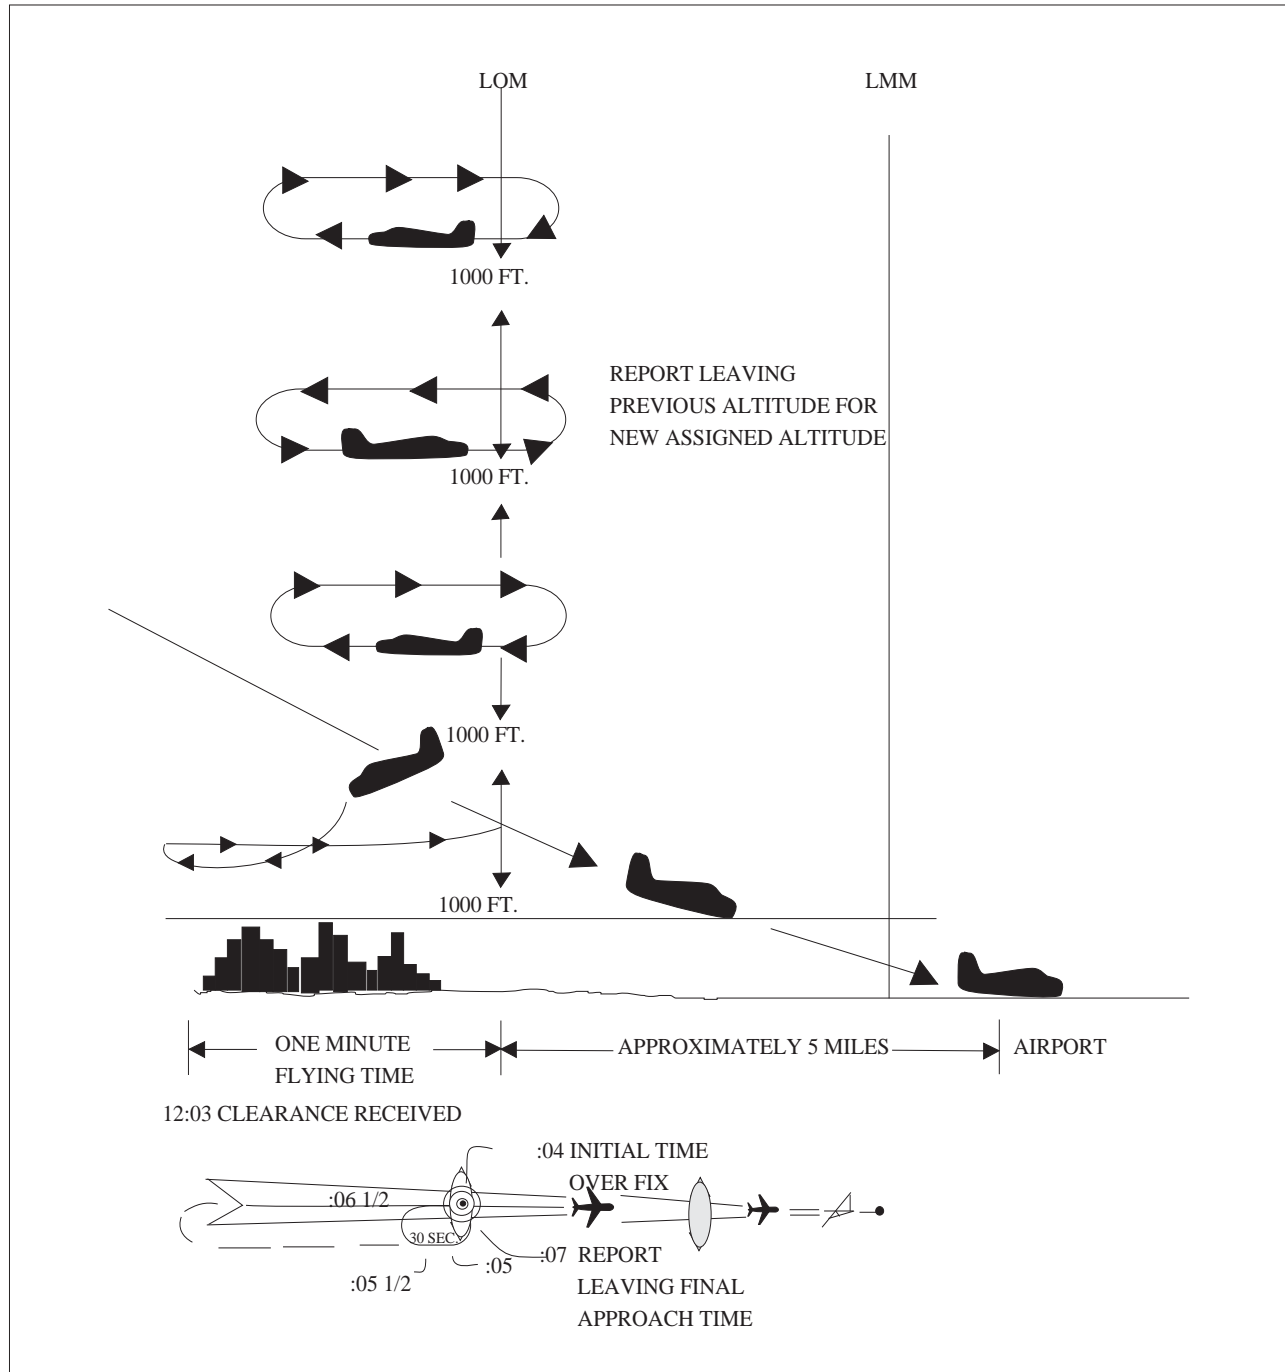 LOM
LMM
1000 FT.
REPORT LEAVING
PREVIOUS ALTITUDE FOR
NEW ASSIGNED ALTITUDE
1000 FT.
1000 FT.
1000 FT.
ONE MINUTE
FLYING TIME
APPROXIMATELY 5 MILES
AIRPORT
12:03 CLEARANCE RECEIVED
:04 INITIAL TIME
OVER FIX
:06 1/2
30 SEC.
:05
:05 1/2
:07 REPORT
LEAVING FINAL
APPROACH TIME